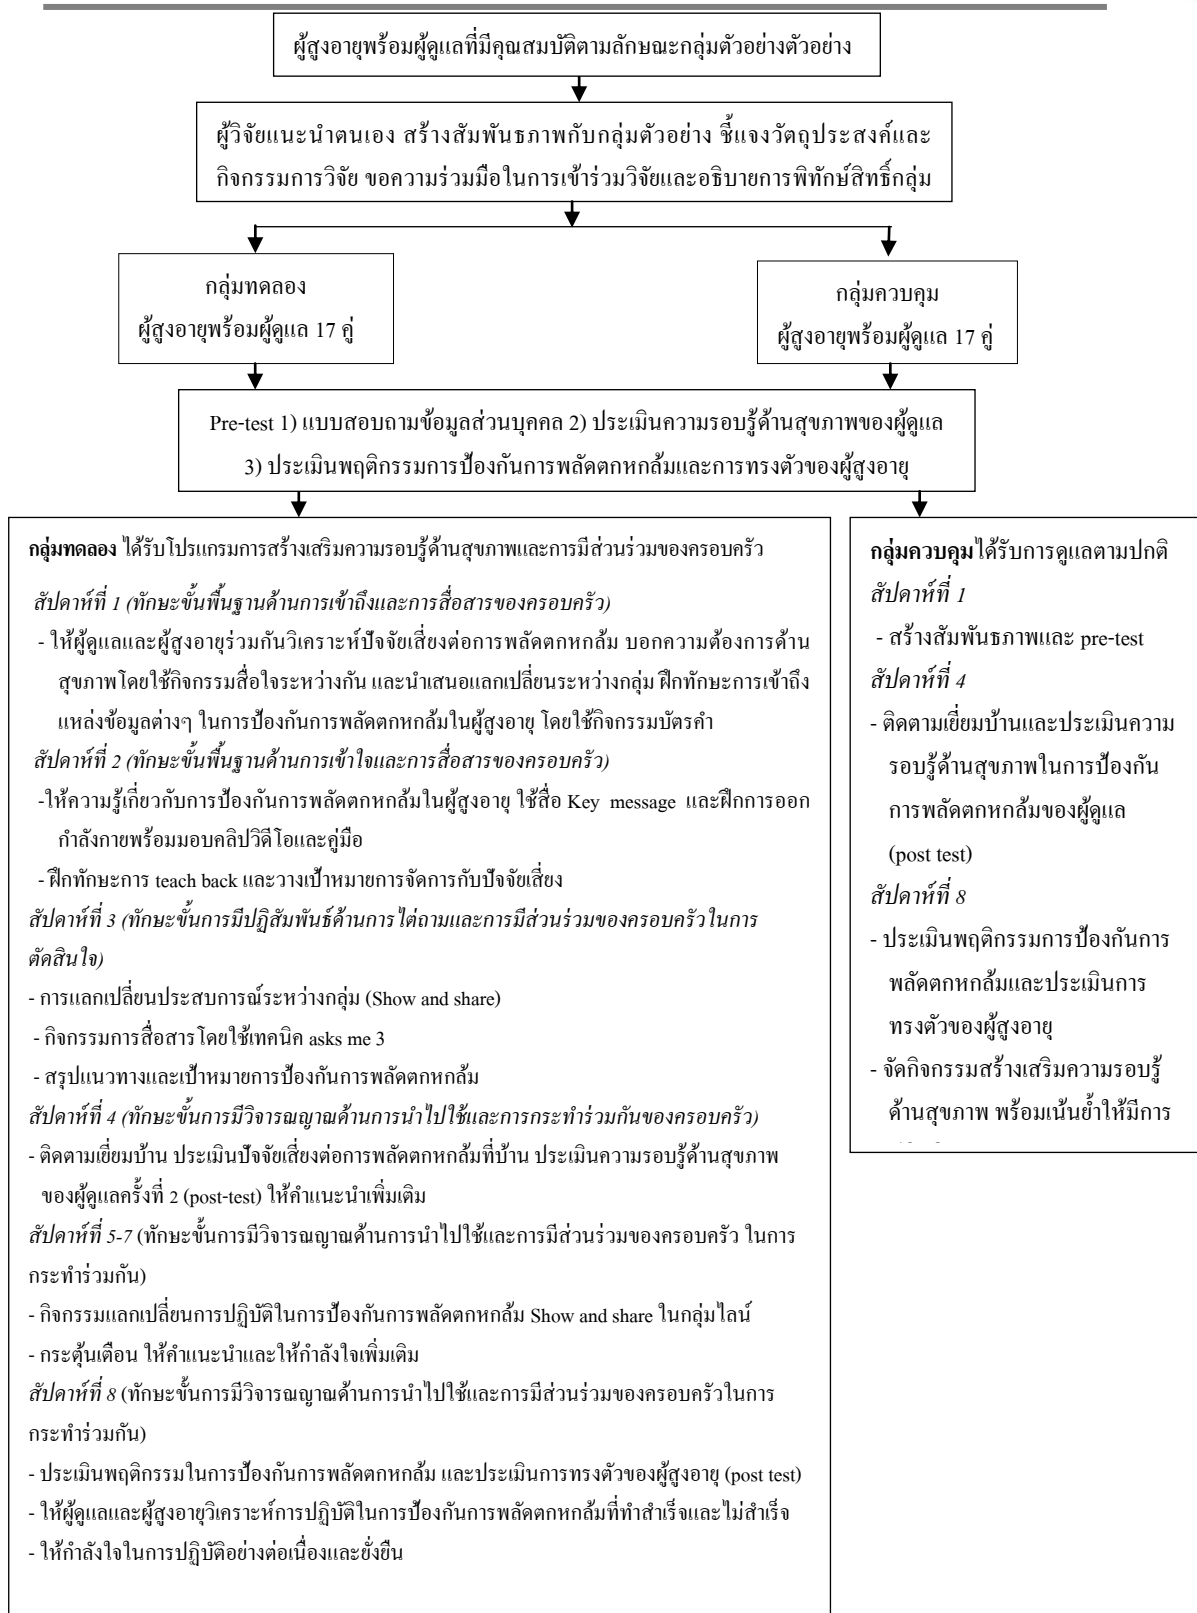 ผู้สูงอายุพร้อมผู้ดูแลที่มีคุณสมบัติตามลักษณะกลุ่มตัวอย่างตัวอย่าง
ผู้วิจัยแนะนำตนเอง สร้างสัมพันธภาพกับกลุ่มตัวอย่าง ชี้แจงวัตถุประสงค์และ
กิจกรรมการวิจัย ขอความร่วมมือในการเข้าร่วมวิจัยและอธิบายการพิทักษ์สิทธิ์กลุ่ม
กลุ่มทดลอง
ผู้สูงอายุพร้อมผู้ดูแล 17 คู่
กลุ่มควบคุม
ผู้สูงอายุพร้อมผู้ดูแล 17 คู่
Pre-test 1) แบบสอบถามข้อมูลส่วนบุคคล 2) ประเมินความรอบรู้ด้านสุขภาพของผู้ดูแล
3) ประเมินพฤติกรรมการป้องกันการพลัดตกหกล้มและการทรงตัวของผู้สูงอายุ
กลุ่มทดลอง ได้รับโปรแกรมการสร้างเสริมความรอบรู้ด้านสุขภาพและการมีส่วนร่วมของครอบครัว
สัปดาห์ที่ 1 (ทักษะขั้นพื้นฐานด้านการเข้าถึงและการสื่อสารของครอบครัว)
- ให้ผู้ดูแลและผู้สูงอายุร่วมกันวิเคราะห์ปัจจัยเสี่ยงต่อการพลัดตกหกล้ม บอกความต้องการด้าน
สุขภาพโดยใช้กิจกรรมสื่อใจระหว่างกัน และนำเสนอแลกเปลี่ยนระหว่างกลุ่ม ฝึกทักษะการเข้าถึง
แหล่งข้อมูลต่างๆ ในการป้องกันการพลัดตกหกล้มในผู้สูงอายุ โดยใช้กิจกรรมบัตรคำ
สัปดาห์ที่ 2 (ทักษะขั้นพื้นฐานด้านการเข้าใจและการสื่อสารของครอบครัว)
-ให้ความรู้เกี่ยวกับการป้องกันการพลัดตกหกล้มในผู้สูงอายุ ใช้สื่อ Key message และฝึกการออก
กำลังกายพร้อมมอบคลิปวิดีโอและคู่มือ
- ฝึกทักษะการ teach back และวางเป้าหมายการจัดการกับปัจจัยเสี่ยง
สัปดาห์ที่ 3 (ทักษะขั้นการมีปฏิสัมพันธ์ด้านการไต่ถามและการมีส่วนร่วมของครอบครัวในการ
ตัดสินใจ)
- การแลกเปลี่ยนประสบการณ์ระหว่างกลุ่ม (Show and share)
- กิจกรรมการสื่อสารโดยใช้เทคนิค asks me 3
- สรุปแนวทางและเป้าหมายการป้องกันการพลัดตกหกล้ม
สัปดาห์ที่ 4 (ทักษะขั้นการมีวิจารณญาณด้านการนำไปใช้และการกระทำร่วมกันของครอบครัว)
- ติดตามเยี่ยมบ้าน ประเมินปัจจัยเสี่ยงต่อการพลัดตกหกล้มที่บ้าน ประเมินความรอบรู้ด้านสุขภาพ
ของผู้ดูแลครั้งที่ 2 (post-test) ให้คำแนะนำเพิ่มเติม
สัปดาห์ที่ 5-7 (ทักษะขั้นการมีวิจารณญาณด้านการนำไปใช้และการมีส่วนร่วมของครอบครัว ในการ
กระทำร่วมกัน)
- กิจกรรมแลกเปลี่ยนการปฏิบัติในการป้องกันการพลัดตกหกล้ม Show and share ในกลุ่มไลน์
- กระตุ้นเตือน ให้คำแนะนำและให้กำลังใจเพิ่มเติม
สัปดาห์ที่ 8 (ทักษะขั้นการมีวิจารณญาณด้านการนำไปใช้และการมีส่วนร่วมของครอบครัวในการ
กระทำร่วมกัน)
- ประเมินพฤติกรรมในการป้องกันการพลัดตกหกล้ม และประเมินการทรงตัวของผู้สูงอายุ (post test)
- ให้ผู้ดูแลและผู้สูงอายุวิเคราะห์การปฏิบัติในการป้องกันการพลัดตกหกล้มที่ทำสำเร็จและไม่สำเร็จ
- ให้กำลังใจในการปฏิบัติอย่างต่อเนื่องและยั่งยืน
กลุ่มควบคุมได้รับการดูแลตามปกติ
สัปดาห์ที่ 1
- สร้างสัมพันธภาพและ pre-test
สัปดาห์ที่ 4
- ติดตามเยี่ยมบ้านและประเมินความ
รอบรู้ด้านสุขภาพในการป้องกัน
การพลัดตกหกล้มของผู้ดูแล
(post test)
สัปดาห์ที่ 8
- ประเมินพฤติกรรมการป้องกันการ
พลัดตกหกล้มและประเมินการ
ทรงตัวของผู้สูงอายุ
- จัดกิจกรรมสร้างเสริมความรอบรู้
ด้านสุขภาพ พร้อมเน้นย้ำให้มีการ